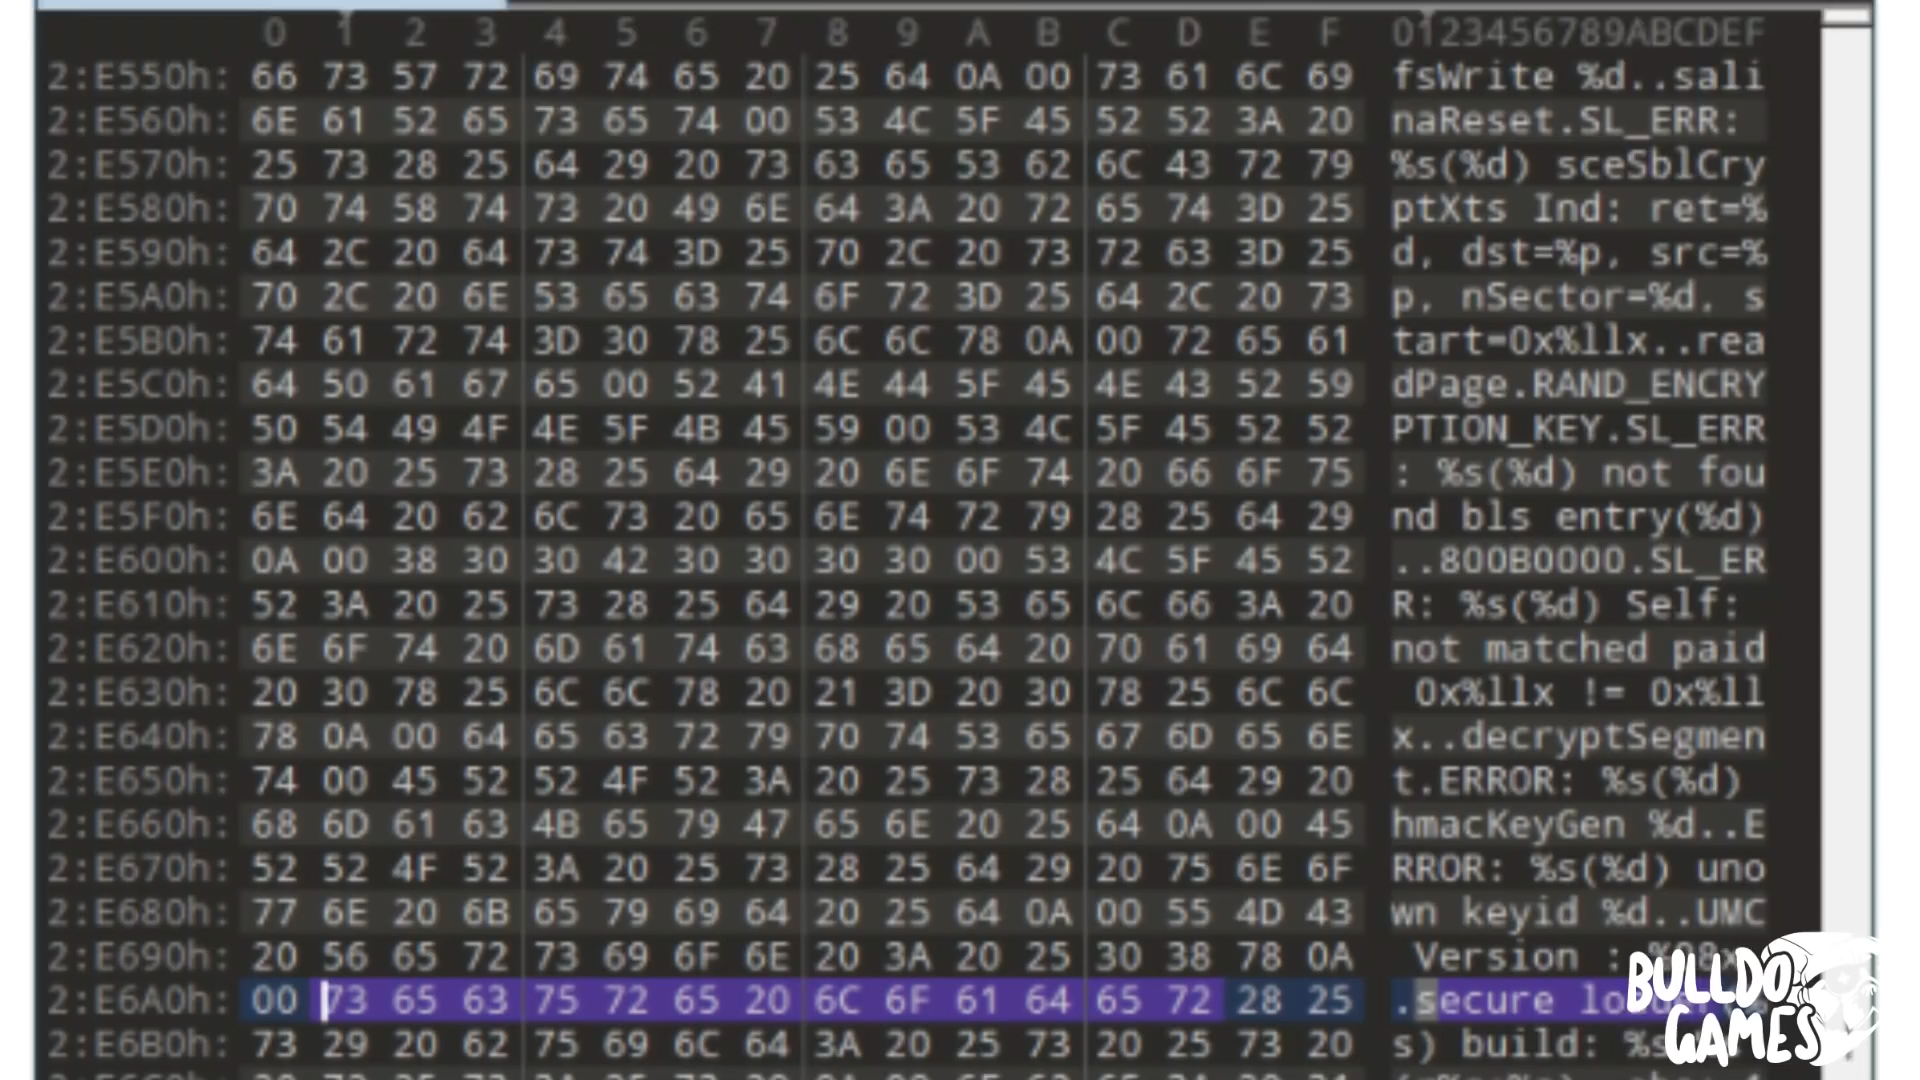 0 1 2 3 4 5 6 7 8 9 A B C D E F 0123456789ABCDEF
2:E550h: 66 73 57 72 69 74 65 20 25 64 0A 00 73 61 6C 69 fsWrite %d..sali
2:E560h: 6E 61 52 65 73 65 74 00 53 4C 5F 45 52 52 3A 20 naReset.SL_ERR:
2:E570h: 25 73 28 25 64 29 20 73 63 65 53 62 6C 43 72 79 %s(%d) sceSblCry
2:E580h: 70 74 58 74 73 20 49 6E 64 3A 20 72 65 74 3D 25 ptXts Ind: ret=%
2:E590h: 64 2C 20 64 73 74 3D 25 70 2C 20 73 72 63 3D 25 d, dst=%p, src=%
2:E5A0h: 70 2C 20 6E 53 65 63 74 6F 72 3D 25 64 2C 20 73 p, nSector=%d, s
2:E5B0h: 74 61 72 74 3D 30 78 25 6C 6C 78 0A 00 72 65 61 tart=0x%llx..rea
2:E5C0h: 64 50 61 67 65 00 52 41 4E 44 5F 45 4E 43 52 59 dPage.RAND_ENCRY
2:E5D0h: 50 54 49 4F 4E 5F 4B 45 59 00 53 4C 5F 45 52 52 PTION_KEY.SL_ERR
2:E5E0h: 3A 20 25 73 28 25 64 29 20 6E 6F 74 20 66 6F 75 : %s(%d) not fou
2:E5F0h: 6E 64 20 62 6C 73 20 65 6E 74 72 79 28 25 64 29 nd bls entry(%d)
2:E600h: 0A 00 38 30 30 42 30 30 30 30 00 53 4C 5F 45 52 ..800B0000.SL_ER
2:E610h: 52 3A 20 25 73 28 25 64 29 20 53 65 6C 66 3A 20 R: %s(%d) Self:
2:E620h: 6E 6F 74 20 6D 61 74 63 68 65 64 20 70 61 69 64 not matched paid
2:E630h: 20 30 78 25 6C 6C 78 20 21 3D 20 30 78 25 6C 6C 0x%llx != 0x%ll
2:E640h: 78 0A 00 64 65 63 72 79 70 74 53 65 67 6D 65 6E x..decryptSegmen
2:E650h: 74 00 45 52 52 4F 52 3A 20 25 73 28 25 64 29 20 t.ERROR: %s(%d)
2:E660h: 68 6D 61 63 4B 65 79 47 65 6E 20 25 64 0A 00 45 hmacKeyGen %d..E
2:E670h: 52 52 4F 52 3A 20 25 73 28 25 64 29 20 75 6E 6F RROR: %s(%d) uno
2:E680h: 77 6E 20 6B 65 79 69 64 20 25 64 0A 00 55 4D 43 wn keyid %d..UMC
2:E690h: 20 56 65 72 73 69 6F 6E 20 3A 20 25 30 38 78 0A Version : %08x
2:E6A0h: 00 73 65 63 75 72 65 20 6C 6F 61 64 65 72 28 25 .secure lo
2:E6B0h: 73 29 20 62 75 69 6C 64 3A 20 25 73 20 25 73 20 s) build: %s
BULLDO
GAMES